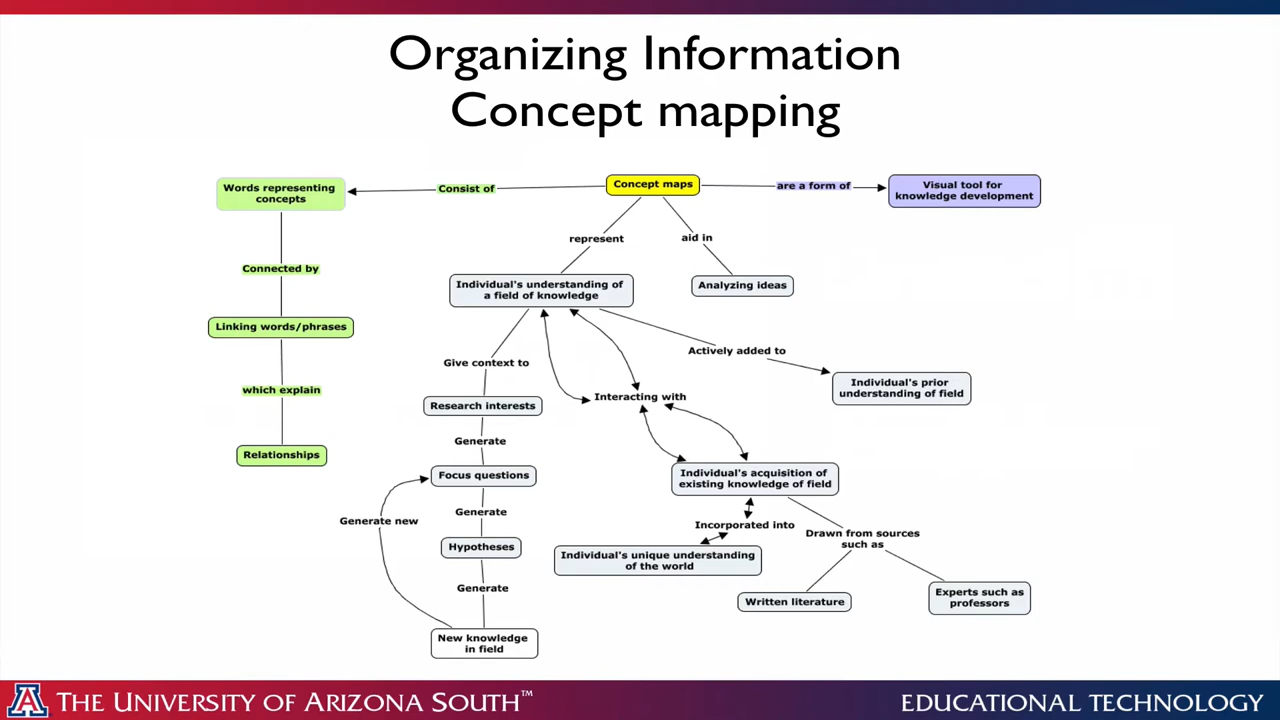 Organizing Information
Concept mapping
Words representing
concepts
Consist of
Concept maps
are a form of
Visual tool for
knowledge development
represent
aid in
Connected by
Individual's understanding of
a field of knowledge
Analyzing ideas
Linking words/phrases
Give context to
Actively added to
which explain
Research interests
Interacting with
Individual's prior
understanding of field
Generate
Relationships
Focus questions
Individual's acquisition of
existing knowledge of field
Generate new
Generate
Incorporated into
Drawn from sources
such as
Hypotheses
Individual's unique understanding
of the world
Generate
Written literature
Experts such as
professors
New knowledge
in field
A THE UNIVERSITY OF ARIZONA SOUTH™
EDUCATIONAL TECHNOLOGY